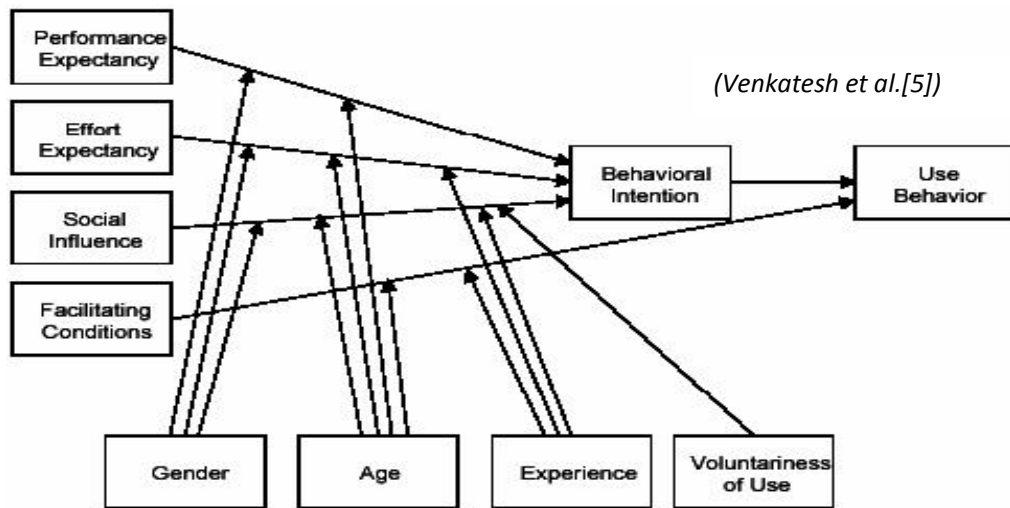 Performance
Expectancy
(Venkatesh et al.[5])
Effort
Expectancy
Behavioral
Intention
Use
Behavior
Social
Influence
Facilitating
Conditions
Gender
Age
Experience
Voluntariness
of Use